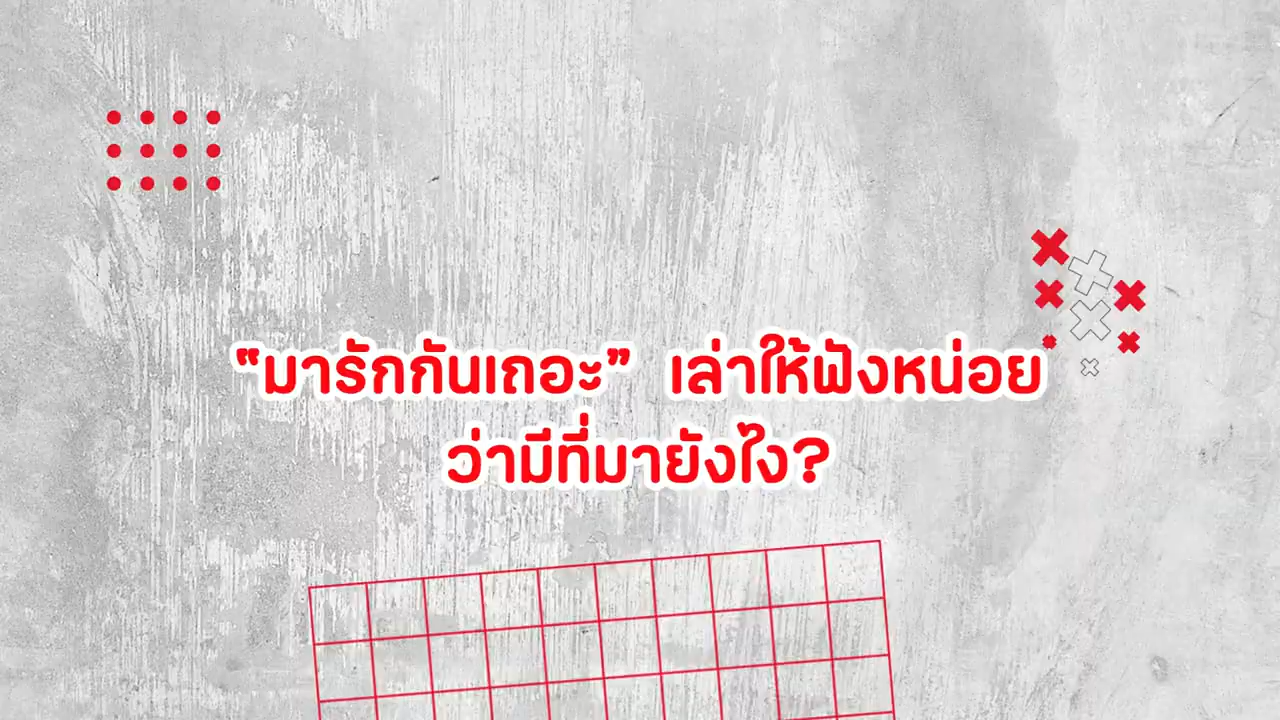 “มารักกันเถอะ” เล่าให้ฟังหน่อย
ว่ามีที่มายังไง?